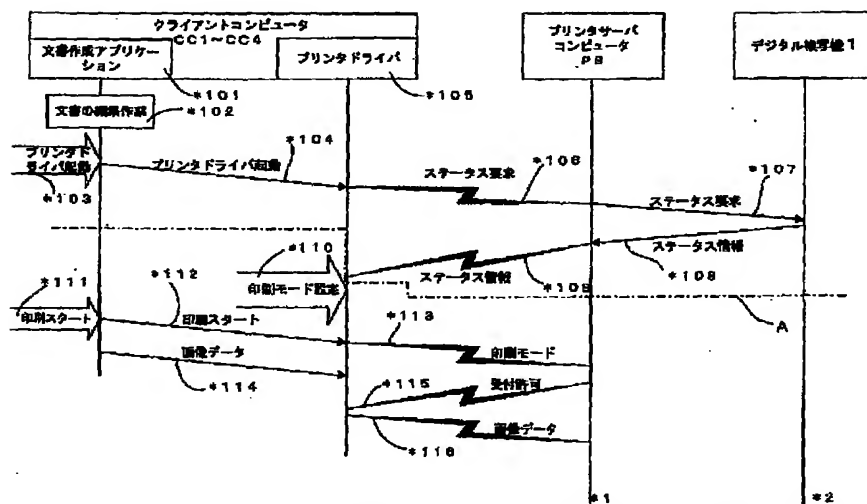 クライアントコンピュータ
CC1～CC4
文書作成アプリケー
ション
プリンタドライバ
プリンタサーバ
コンピュータ
PS
デジタル複写機1
*101
*105
文書の編集作業
*102
プリンタド
ライバ起動
*103
プリンタドライバ起動
*104
ステータス要求
*106
ステータス要求
*107
ステータス情報
*108
*110
印刷モード設定
ステータス情報
*109
*111
印刷スタート
*112
印刷スタート
A
*113
印刷モード
画像データ
*114
*115
受付許可
*116
画像データ
*1
*2